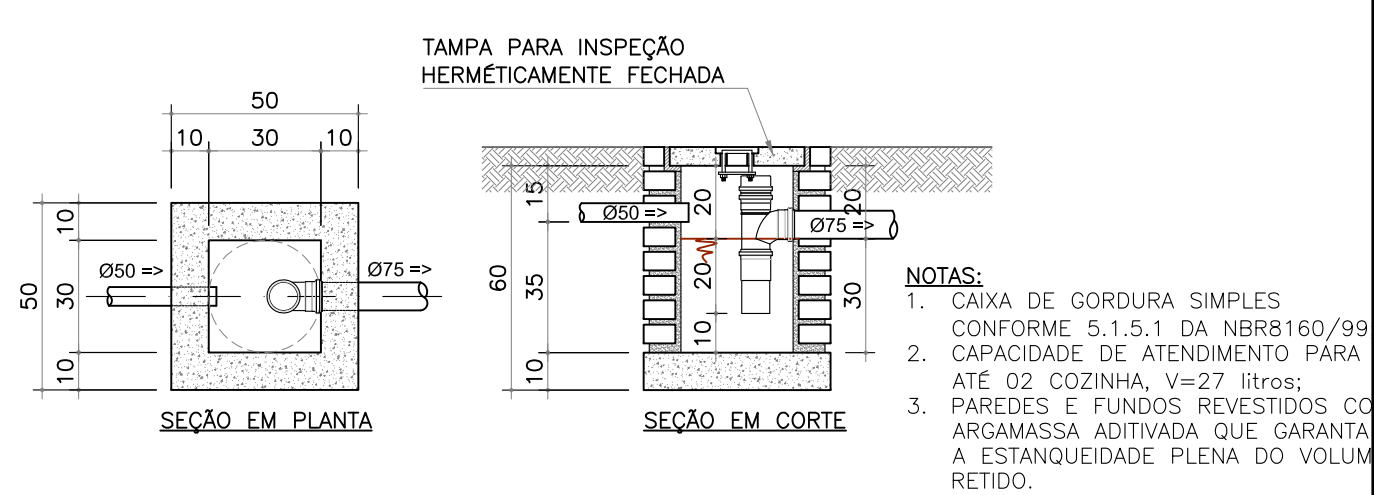 TAMPA PARA INSPEÇÃO
HERMÉTICAMENTE FECHADA
50
10 30 10
10
30
10
50
Ø50 =>
Ø75 =>
SEÇÃO EM PLANTA
15
35
10
60
Ø50 =>
20
20
10
Ø75 =>
20
30
SEÇÃO EM CORTE
NOTAS:
1. CAIXA DE GORDURA SIMPLES
CONFORME 5.1.5.1 DA NBR8160/99
2. CAPACIDADE DE ATENDIMENTO PARA
ATÉ 02 COZINHA, V=27 litros;
3. PAREDES E FUNDOS REVESTIDOS CO
ARGAMASSA ADITIVADA QUE GARANTA
A ESTANQUEIDADE PLENA DO VOLUM
RETIDO.